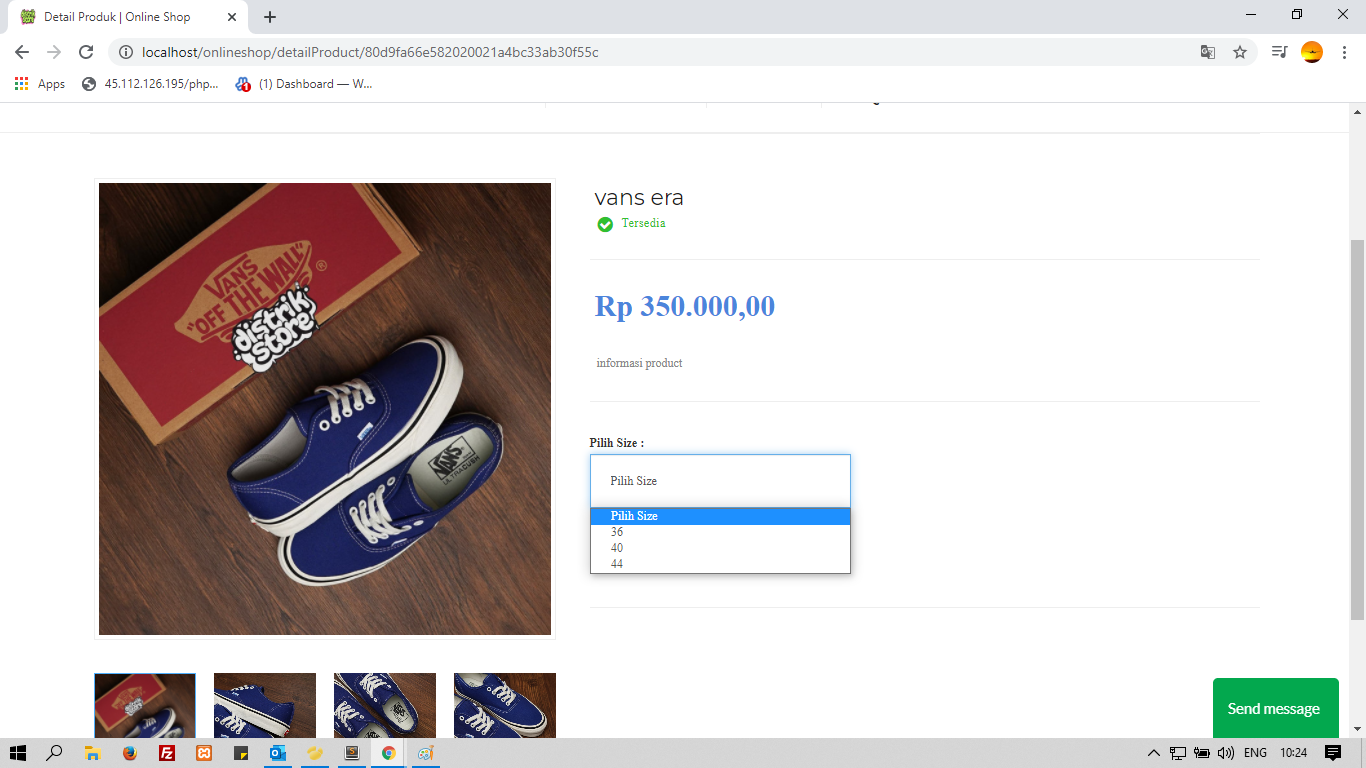 Detail Produk | Online Shop
localhost/onlineshop/detailProduct/80d9fa66e582020021a4bc33ab30f55c
Apps
45.112.126.195/php...
(1) Dashboard — W...
vans era
Tersedia
VANS
"OFF THE WALL"
®
distrik
store
VANS
Rp 350.000,00
informasi product
Pilih Size :
Pilih Size
Pilih Size
36
40
44
Send message
ENG
10:24